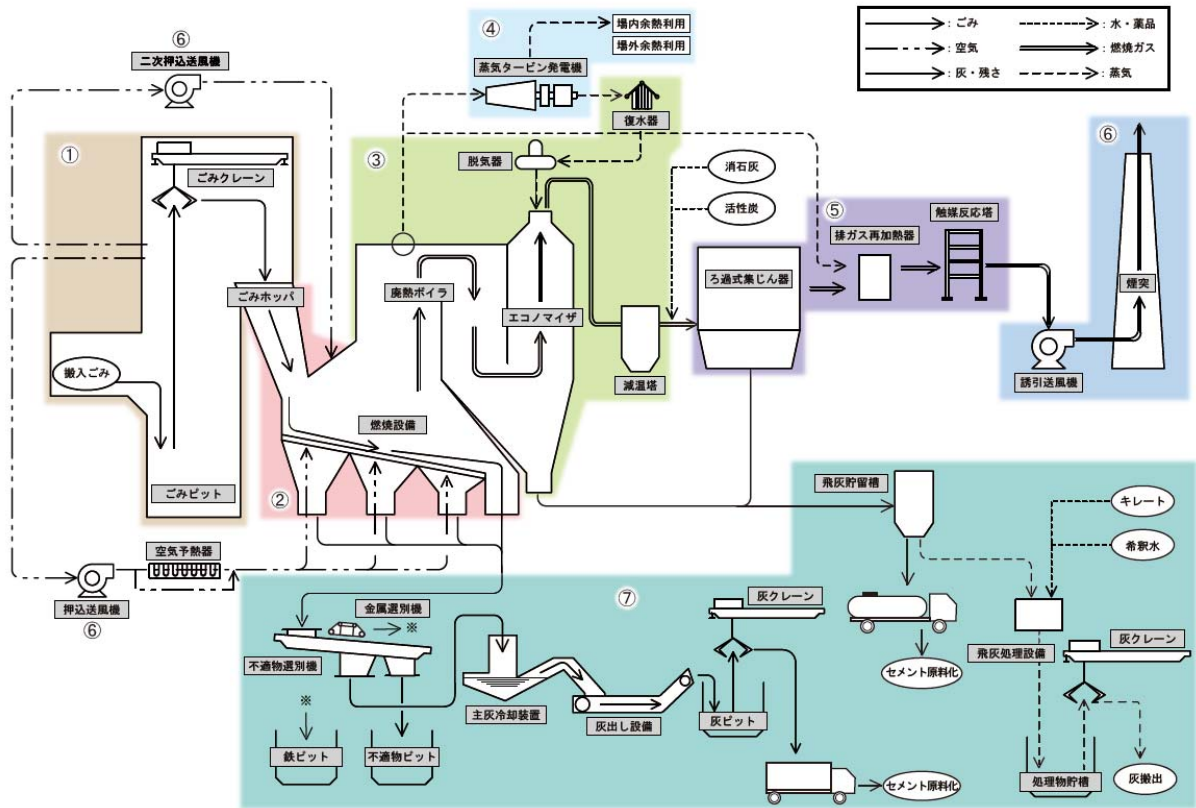 ⑥
二次押込送風機
①
ごみクレーン
ごみホッパ
搬入ごみ
ごみピット
②
燃焼設備
空気予熱器
押込送風機
⑥
③
廃熱ボイラ
エコノマイザ
脱気器
復水器
減温塔
④
蒸気タービン発電機
場内余熱利用
場外余熱利用
消石灰
活性炭
⑤
ろ過式集じん器
排ガス再加熱器
触媒反応塔
⑥
煙突
誘引送風機
:ごみ
:空気
:灰・残さ
:水・薬品
:燃焼ガス
:蒸気
⑦
金属選別機
※
不適物選別機
※
鉄ピット
不適物ピット
主灰冷却装置
灰出し設備
灰クレーン
灰ピット
セメント原料化
飛灰貯留槽
セメント原料化
キレート
希釈水
飛灰処理設備
灰クレーン
処理物貯槽
灰搬出